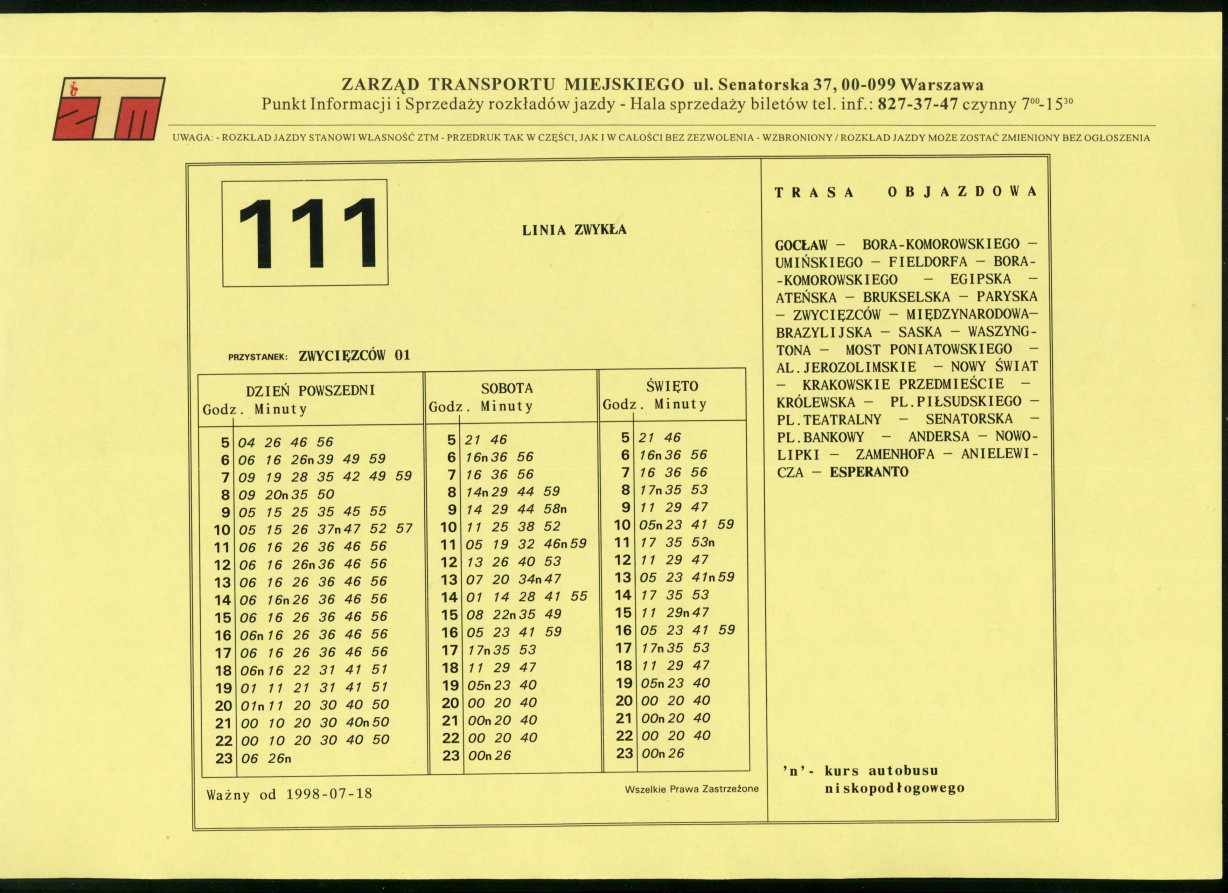 ZTM
ZARZĄD TRANSPORTU MIEJSKIEGO ul. Senatorska 37, 00-099 Warszawa
Punkt Informacji i Sprzedaży rozkładów jazdy - Hala sprzedaży biletów tel. inf.: 827-37-47 czynny 7⁰⁰-15³⁰
UWAGA: - ROZKŁAD JAZDY STANOWI WŁASNOŚĆ ZTM - PRZEDRUK TAK W CZĘŚCI, JAK I W CAŁOŚCI BEZ ZEZWOLENIA - WZBRONIONY / ROZKŁAD JAZDY MOŻE ZOSTAĆ ZMIENIONY BEZ OGŁOSZENIA
111
LINIA ZWYKŁA
PRZYSTANEK: ZWYCIĘZCÓW 01
DZIEŃ POWSZEDNI
Godz. Minuty
5 04 26 46 56
6 06 16 26n 39 49 59
7 09 19 28 35 42 49 59
8 09 20n 35 50
9 05 15 25 35 45 55
10 05 15 26 37n 47 52 57
11 06 16 26 36 46 56
12 06 16 26n 36 46 56
13 06 16 26 36 46 56
14 06 16n 26 36 46 56
15 06 16 26 36 46 56
16 06n 16 26 36 46 56
17 06 16 26 36 46 56
18 06n 16 22 31 41 51
19 01 11 21 31 41 51
20 01n 11 20 30 40 50
21 00 10 20 30 40n 50
22 00 10 20 30 40 50
23 06 26n
SOBOTA
Godz. Minuty
5 21 46
6 16n 36 56
7 16 36 56
8 14n 29 44 59
9 14 29 44 58n
10 11 25 38 52
11 05 19 32 46n 59
12 13 26 40 53
13 07 20 34n 47
14 01 14 28 41 55
15 08 22n 35 49
16 05 23 41 59
17 17n 35 53
18 11 29 47
19 05n 23 40
20 00 20 40
21 00n 20 40
22 00 20 40
23 00n 26
ŚWIĘTO
Godz. Minuty
5 21 46
6 16n 36 56
7 16 36 56
8 17n 35 53
9 11 29 47
10 05n 23 41 59
11 17 35 53n
12 11 29 47
13 05 23 41n 59
14 17 35 53
15 11 29n 47
16 05 23 41 59
17 17n 35 53
18 11 29 47
19 05n 23 40
20 00 20 40
21 00n 20 40
22 00 20 40
23 00n 26
Ważny od 1998-07-18
Wszelkie Prawa Zastrzeżone
TRASA OBJAZDOWA
GOCŁAW — BORA-KOMOROWSKIEGO —
UMIŃSKIEGO — FIELDORFA — BORA-
-KOMOROWSKIEGO — EGIPSKA —
ATEŃSKA — BRUKSELSKA — PARYSKA
— ZWYCIĘZCÓW — MIĘDZYNARODOWA—
BRAZYLIJSKA — SASKA — WASZYNG-
TONA — MOST PONIATOWSKIEGO —
AL.JEROZOLIMSKIE — NOWY ŚWIAT
— KRAKOWSKIE PRZEDMIEŚCIE —
KRÓLEWSKA — PL.PIŁSUDSKIEGO —
PL.TEATRALNY — SENATORSKA —
PL.BANKOWY — ANDERSA — NOWO-
LIPKI — ZAMENHOFA — ANIELEWI-
CZA — ESPERANTO
'n'- kurs autobusu
niskopodłogowego